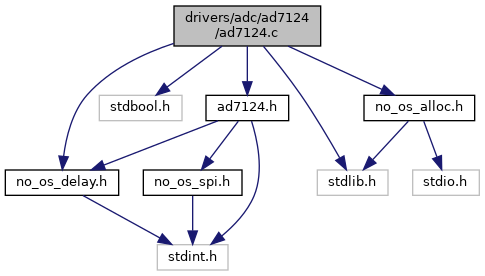 drivers/adc/ad7124
/ad7124.c
stdbool.h
ad7124.h
no_os_alloc.h
no_os_delay.h
no_os_spi.h
stdlib.h
stdio.h
stdint.h